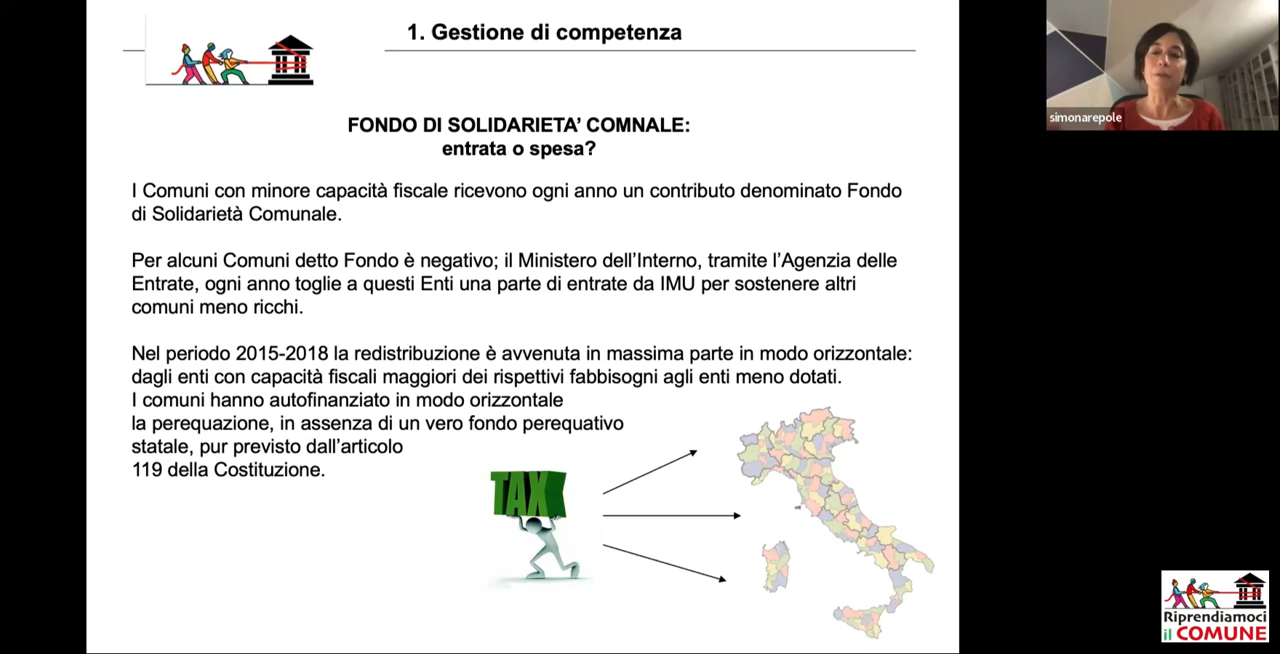 1. Gestione di competenza
simonarepole
FONDO DI SOLIDARIETA’ COMNALE:
entrata o spesa?
I Comuni con minore capacità fiscale ricevono ogni anno un contributo denominato Fondo
di Solidarietà Comunale.
Per alcuni Comuni detto Fondo è negativo; il Ministero dell’Interno, tramite l’Agenzia delle
Entrate, ogni anno toglie a questi Enti una parte di entrate da IMU per sostenere altri
comuni meno ricchi.
Nel periodo 2015-2018 la redistribuzione è avvenuta in massima parte in modo orizzontale:
dagli enti con capacità fiscali maggiori dei rispettivi fabbisogni agli enti meno dotati.
I comuni hanno autofinanziato in modo orizzontale
la perequazione, in assenza di un vero fondo perequativo
statale, pur previsto dall’articolo
119 della Costituzione.
TAX
Riprendiamoci
il COMUNE